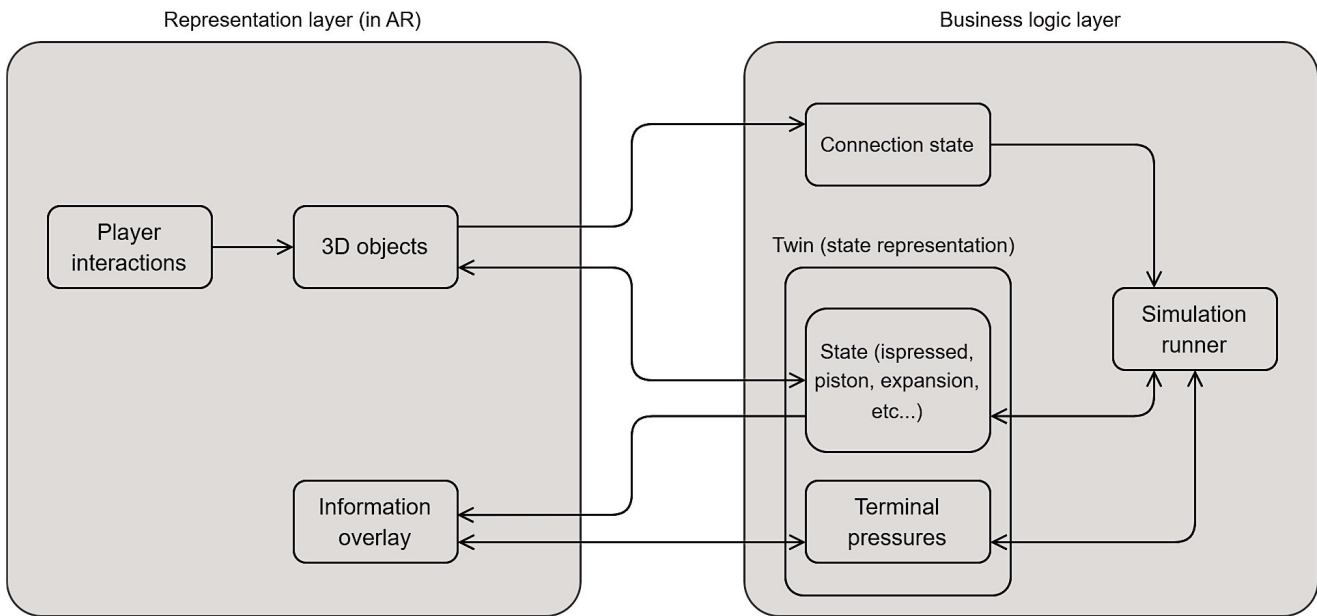 Representation layer (in AR)
Business logic layer
Connection state
Player
interactions
3D objects
Twin (state representation)
Simulation
runner
State (ispressed,
piston, expansion,
etc...)
Information
overlay
Terminal
pressures